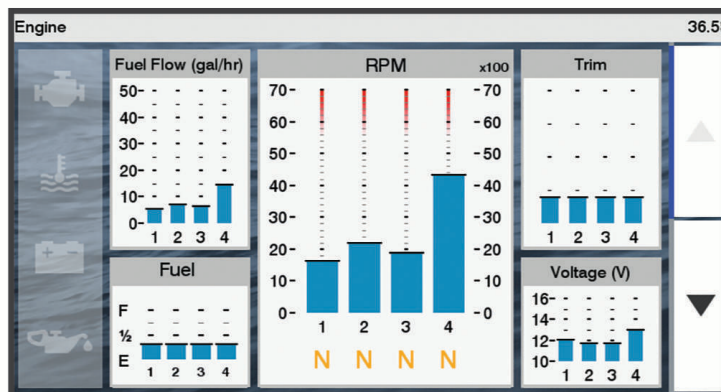 Engine 36.5
Fuel Flow (gal/hr)
50
40
30
20
10
0
1 2 3 4
Fuel
F
½
E
1 2 3 4
RPM x100
70 70
60 60
50 50
40 40
30 30
20 20
10 10
0 0
1 2 3 4
N N N N
Trim
1 2 3 4
Voltage (V)
16
14
12
10
1 2 3 4